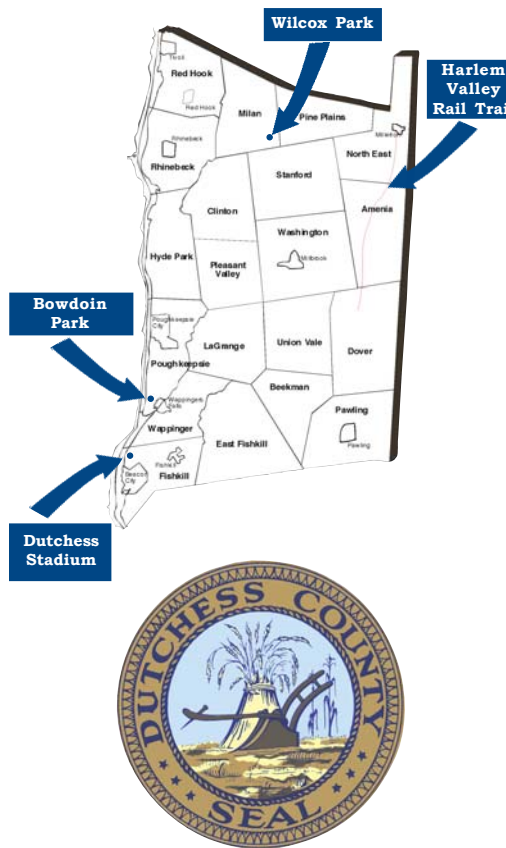 Wilcox Park
Harlem
Valley
Rail Trai
Tivoli
Red Hook
Red Hook
Milan
Pine Plains
Rhinebeck
Rhinebeck
North East
Stanford
Clinton
Amenia
Washington
Millbrook
Hyde Park
Pleasant
Valley
Bowdoin
Park
Poughkeepsie
City
LaGrange
Union Vale
Dover
Poughkeepsie
Beekman
Wappingers
Falls
Pawling
Wappinger
East Fishkill
Pawling
Fishkill
Beacon
City
Fishkill
Dutchess
Stadium
DUTCHESS COUNTY
SEAL